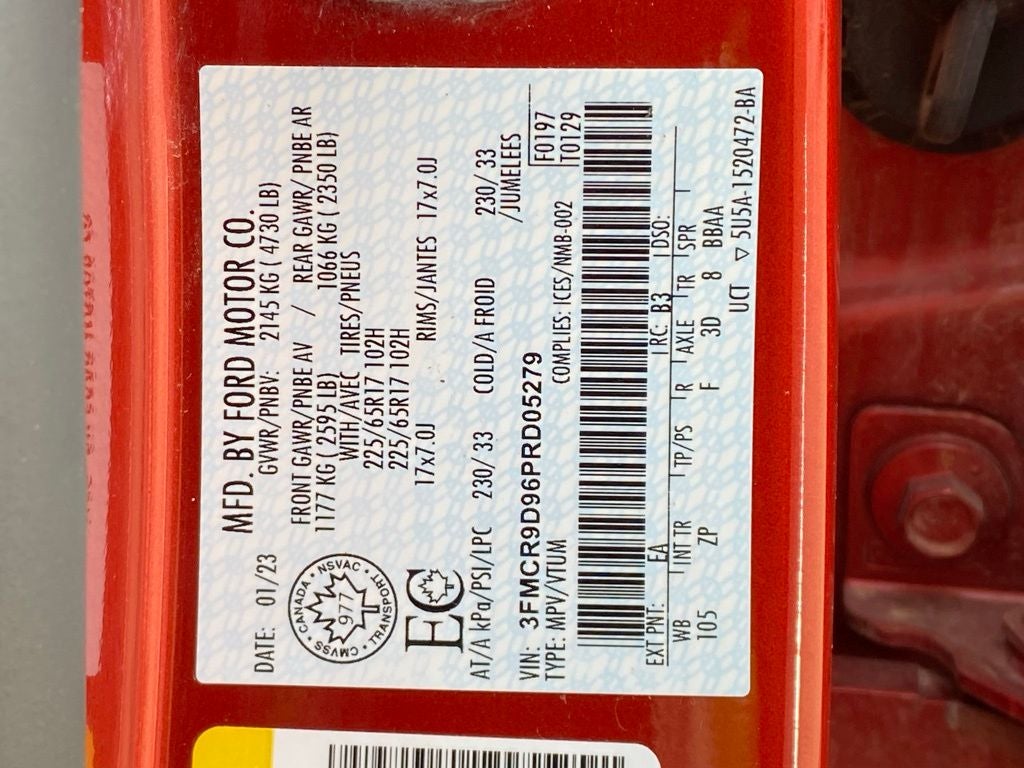 MFD. BY FORD MOTOR CO.
DATE: 01/23 GVWR/PNBV: 2145 KG ( 4730 LB)
FRONT GAWR/PNBE AV / REAR GAWR/ PNBE AR
1177 KG ( 2595 LB) 1066 KG ( 2350 LB)
WITH/AVEC TIRES/PNEUS
225/65R17 102H
225/65R17 102H
17x7.0J RIMS/JANTES 17x7.0J
CANADA • NSVAC • TRANSPORT • CMVSS •
977
EC
AT/A kPa/PSI/LPC 230/ 33 COLD/A FROID 230/ 33
/JUMELEES
VIN: 3FMCR9D96PRD05279
F0197
TYPE: MPV/VTUM COMPLIES: ICES/NMB-002
T0129
EXT PNT: EA RC: B3 DSO:
WB INT TR TP/PS R AXLE TR SPR
105 ZP F 3D 8 BBAA
UCT ▽ 5U5A-1520472-BA